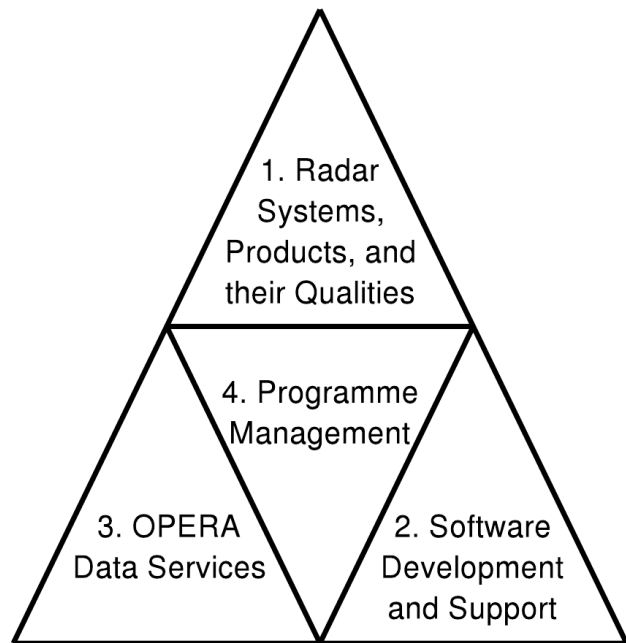 1. Radar
Systems,
Products, and
their Qualities
4. Programme
Management
3. OPERA
Data Services
2. Software
Development
and Support